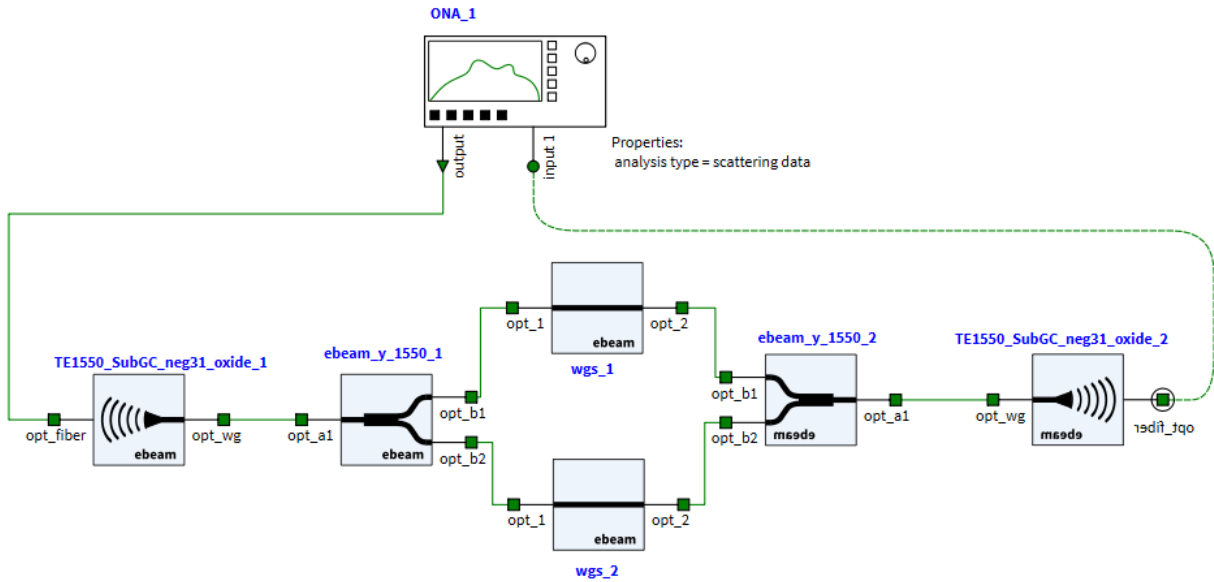 ONA_1
output
input 1
Properties:
analysis type = scattering data
TE1550_SubGC_neg31_oxide_1
opt_fiber
opt_wg
ebeam
ebeam_y_1550_1
opt_a1
opt_b1
opt_b2
ebeam
opt_1
opt_2
ebeam
wgs_1
opt_1
opt_2
ebeam
wgs_2
ebeam_y_1550_2
opt_b1
opt_b2
opt_a1
ebeam
TE1550_SubGC_neg31_oxide_2
opt_wg
opt_fiber
ebeam